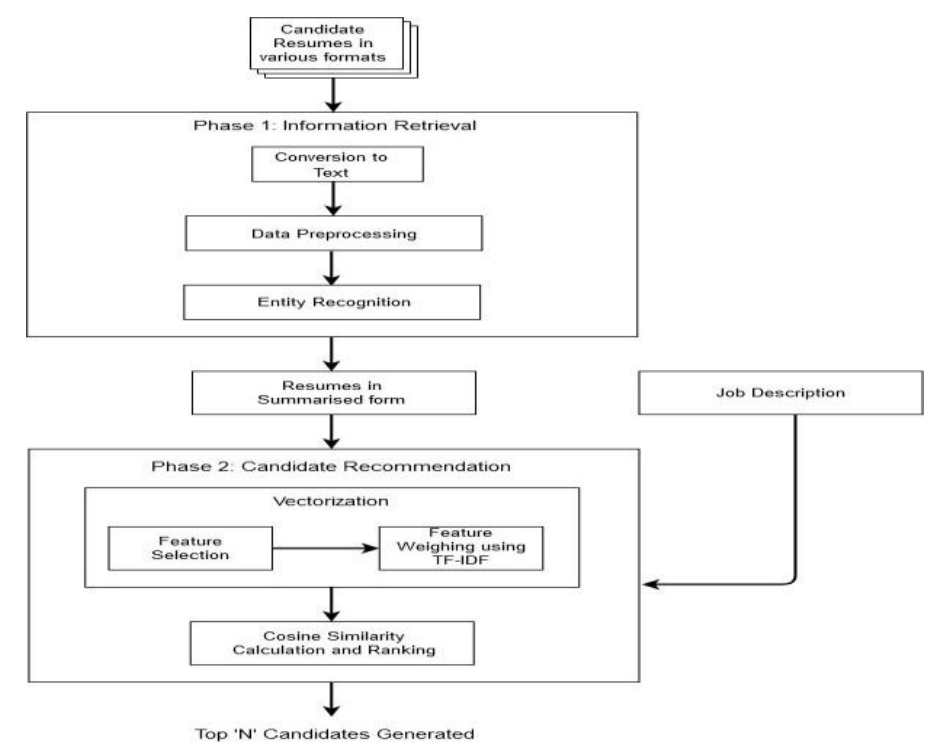 Candidate
Resumes in
various formats
Phase 1: Information Retrieval
Conversion to
Text
Data Preprocessing
Entity Recognition
Resumes in
Summarised form
Job Description
Phase 2: Candidate Recommendation
Vectorization
Feature
Selection
Feature
Weighing using
TF-IDF
Cosine Similarity
Calculation and Ranking
Top 'N' Candidates Generated